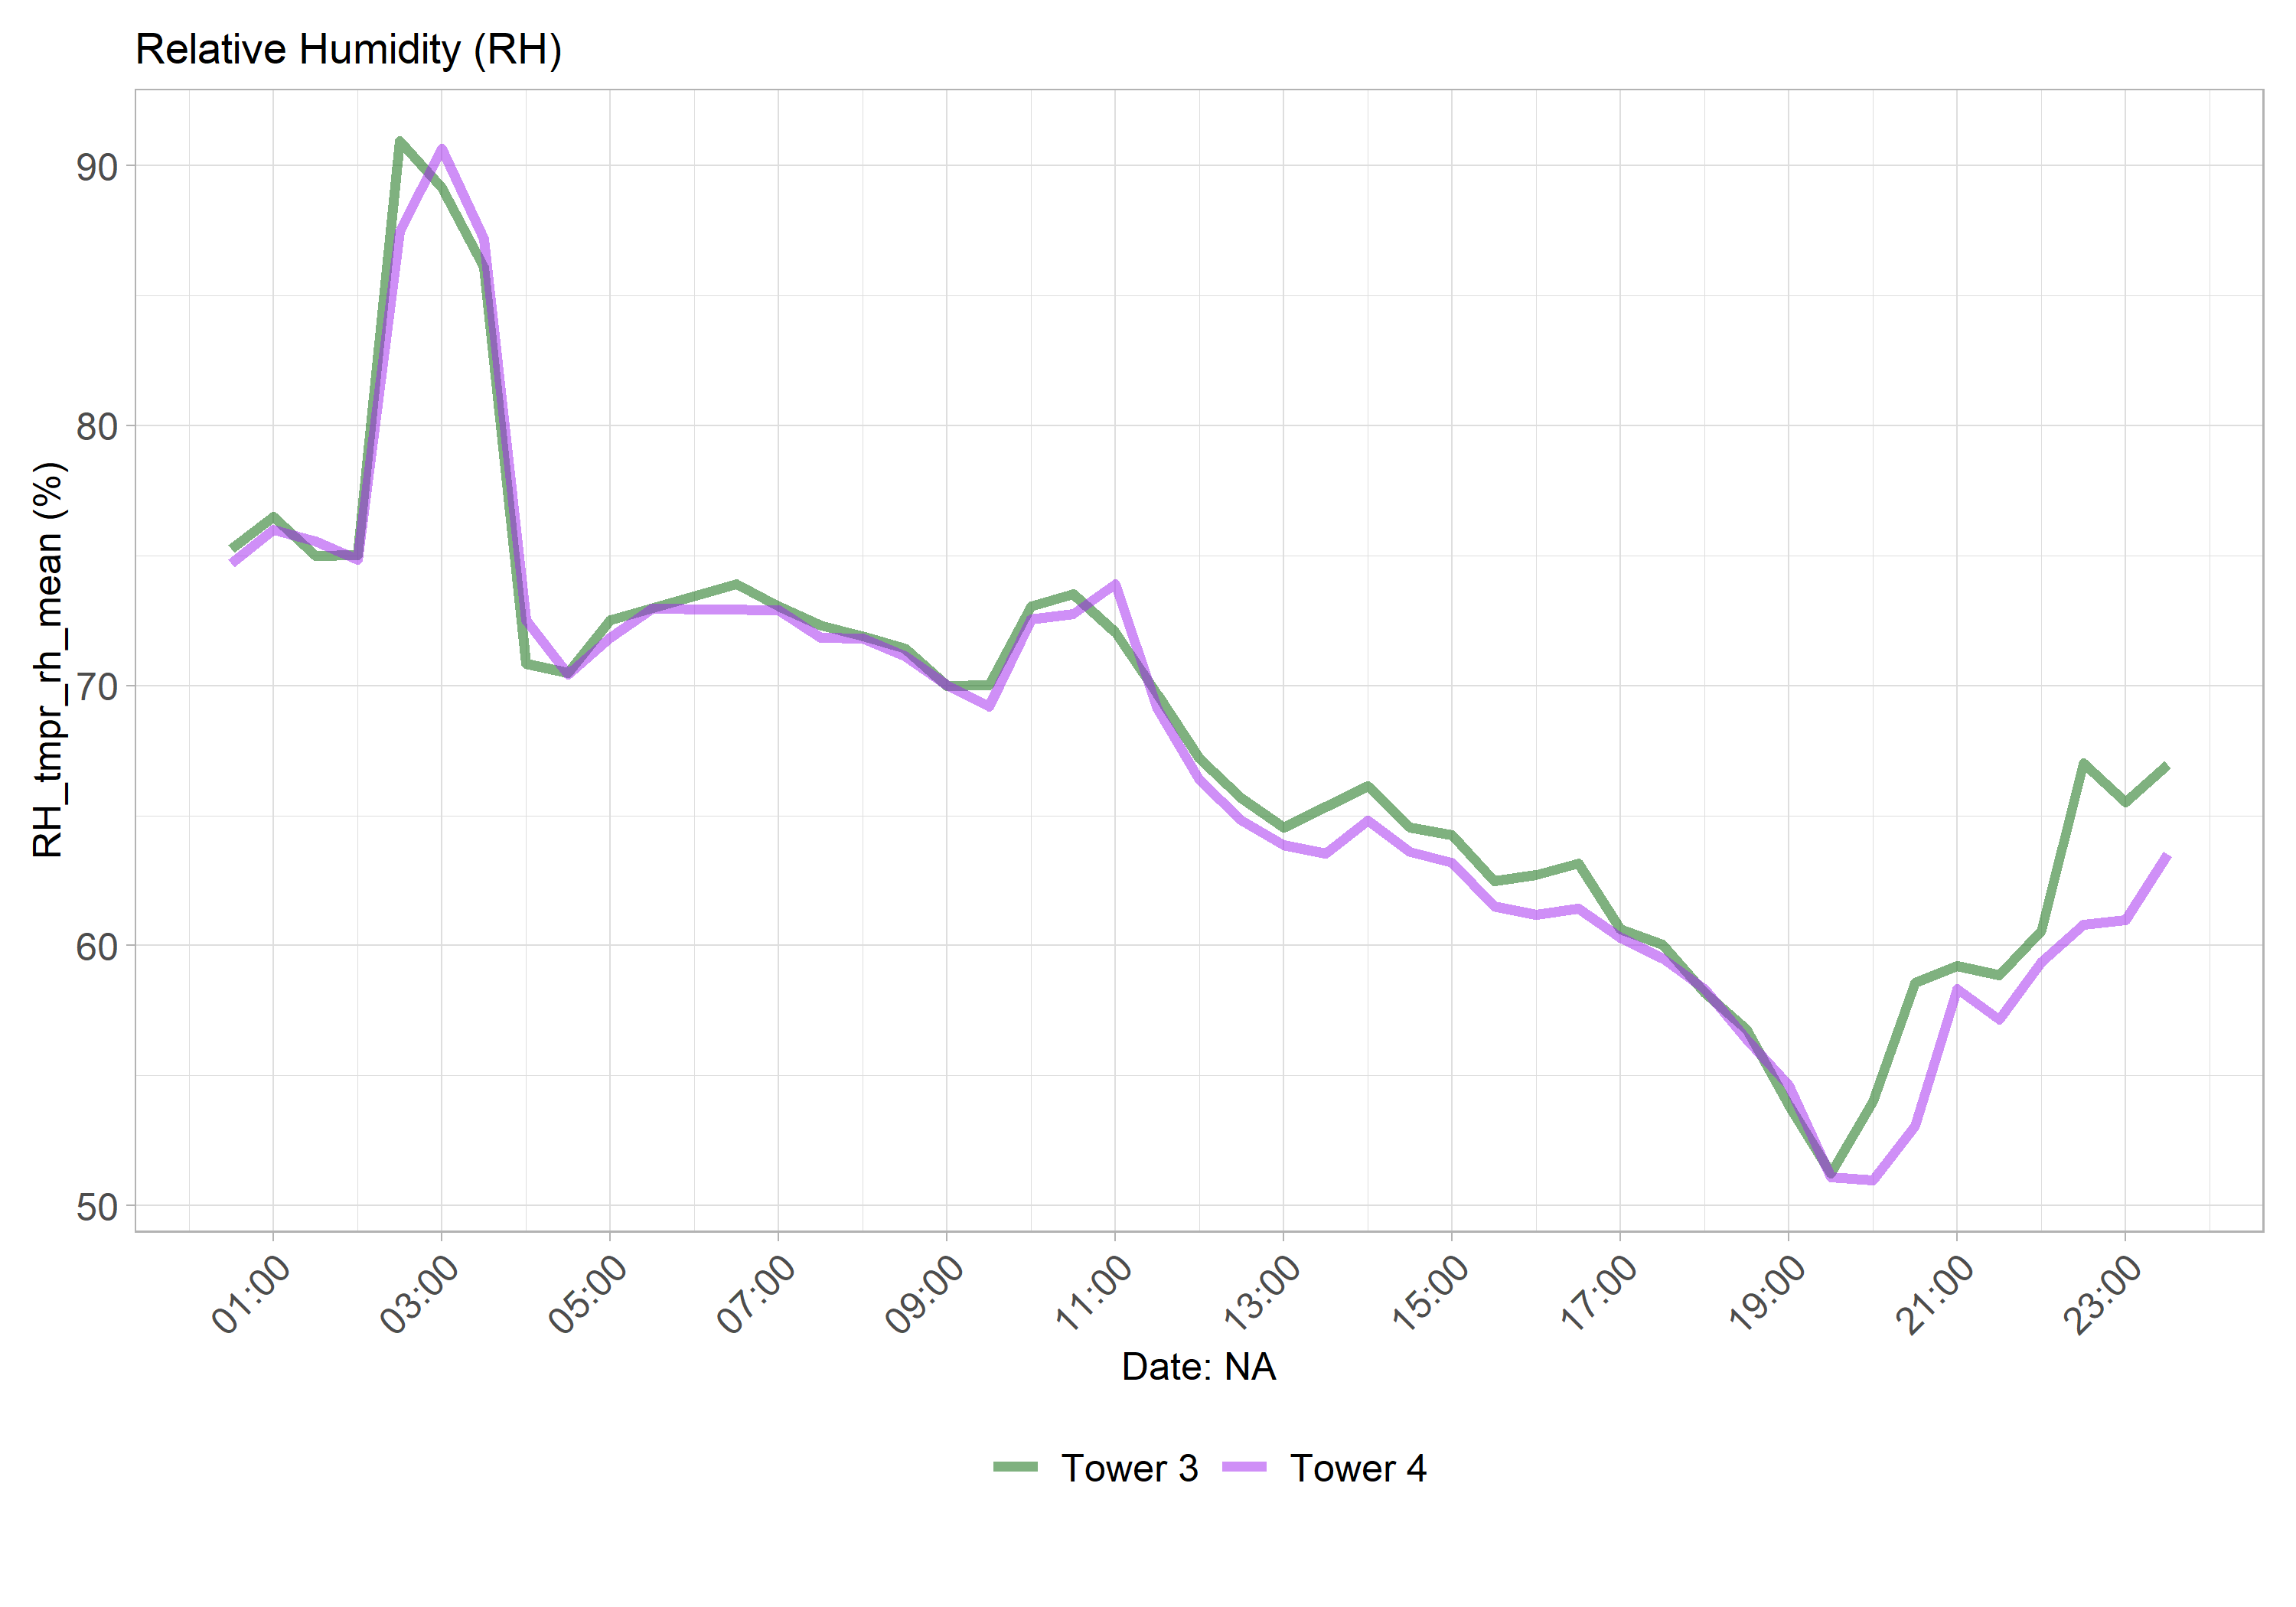 Relative Humidity (RH)
RH_tmpr_rh_mean (%)
90
80
70
60
50
01:00 03:00 05:00 07:00 09:00 11:00 13:00 15:00 17:00 19:00 21:00 23:00
Date: NA
Tower 3 Tower 4